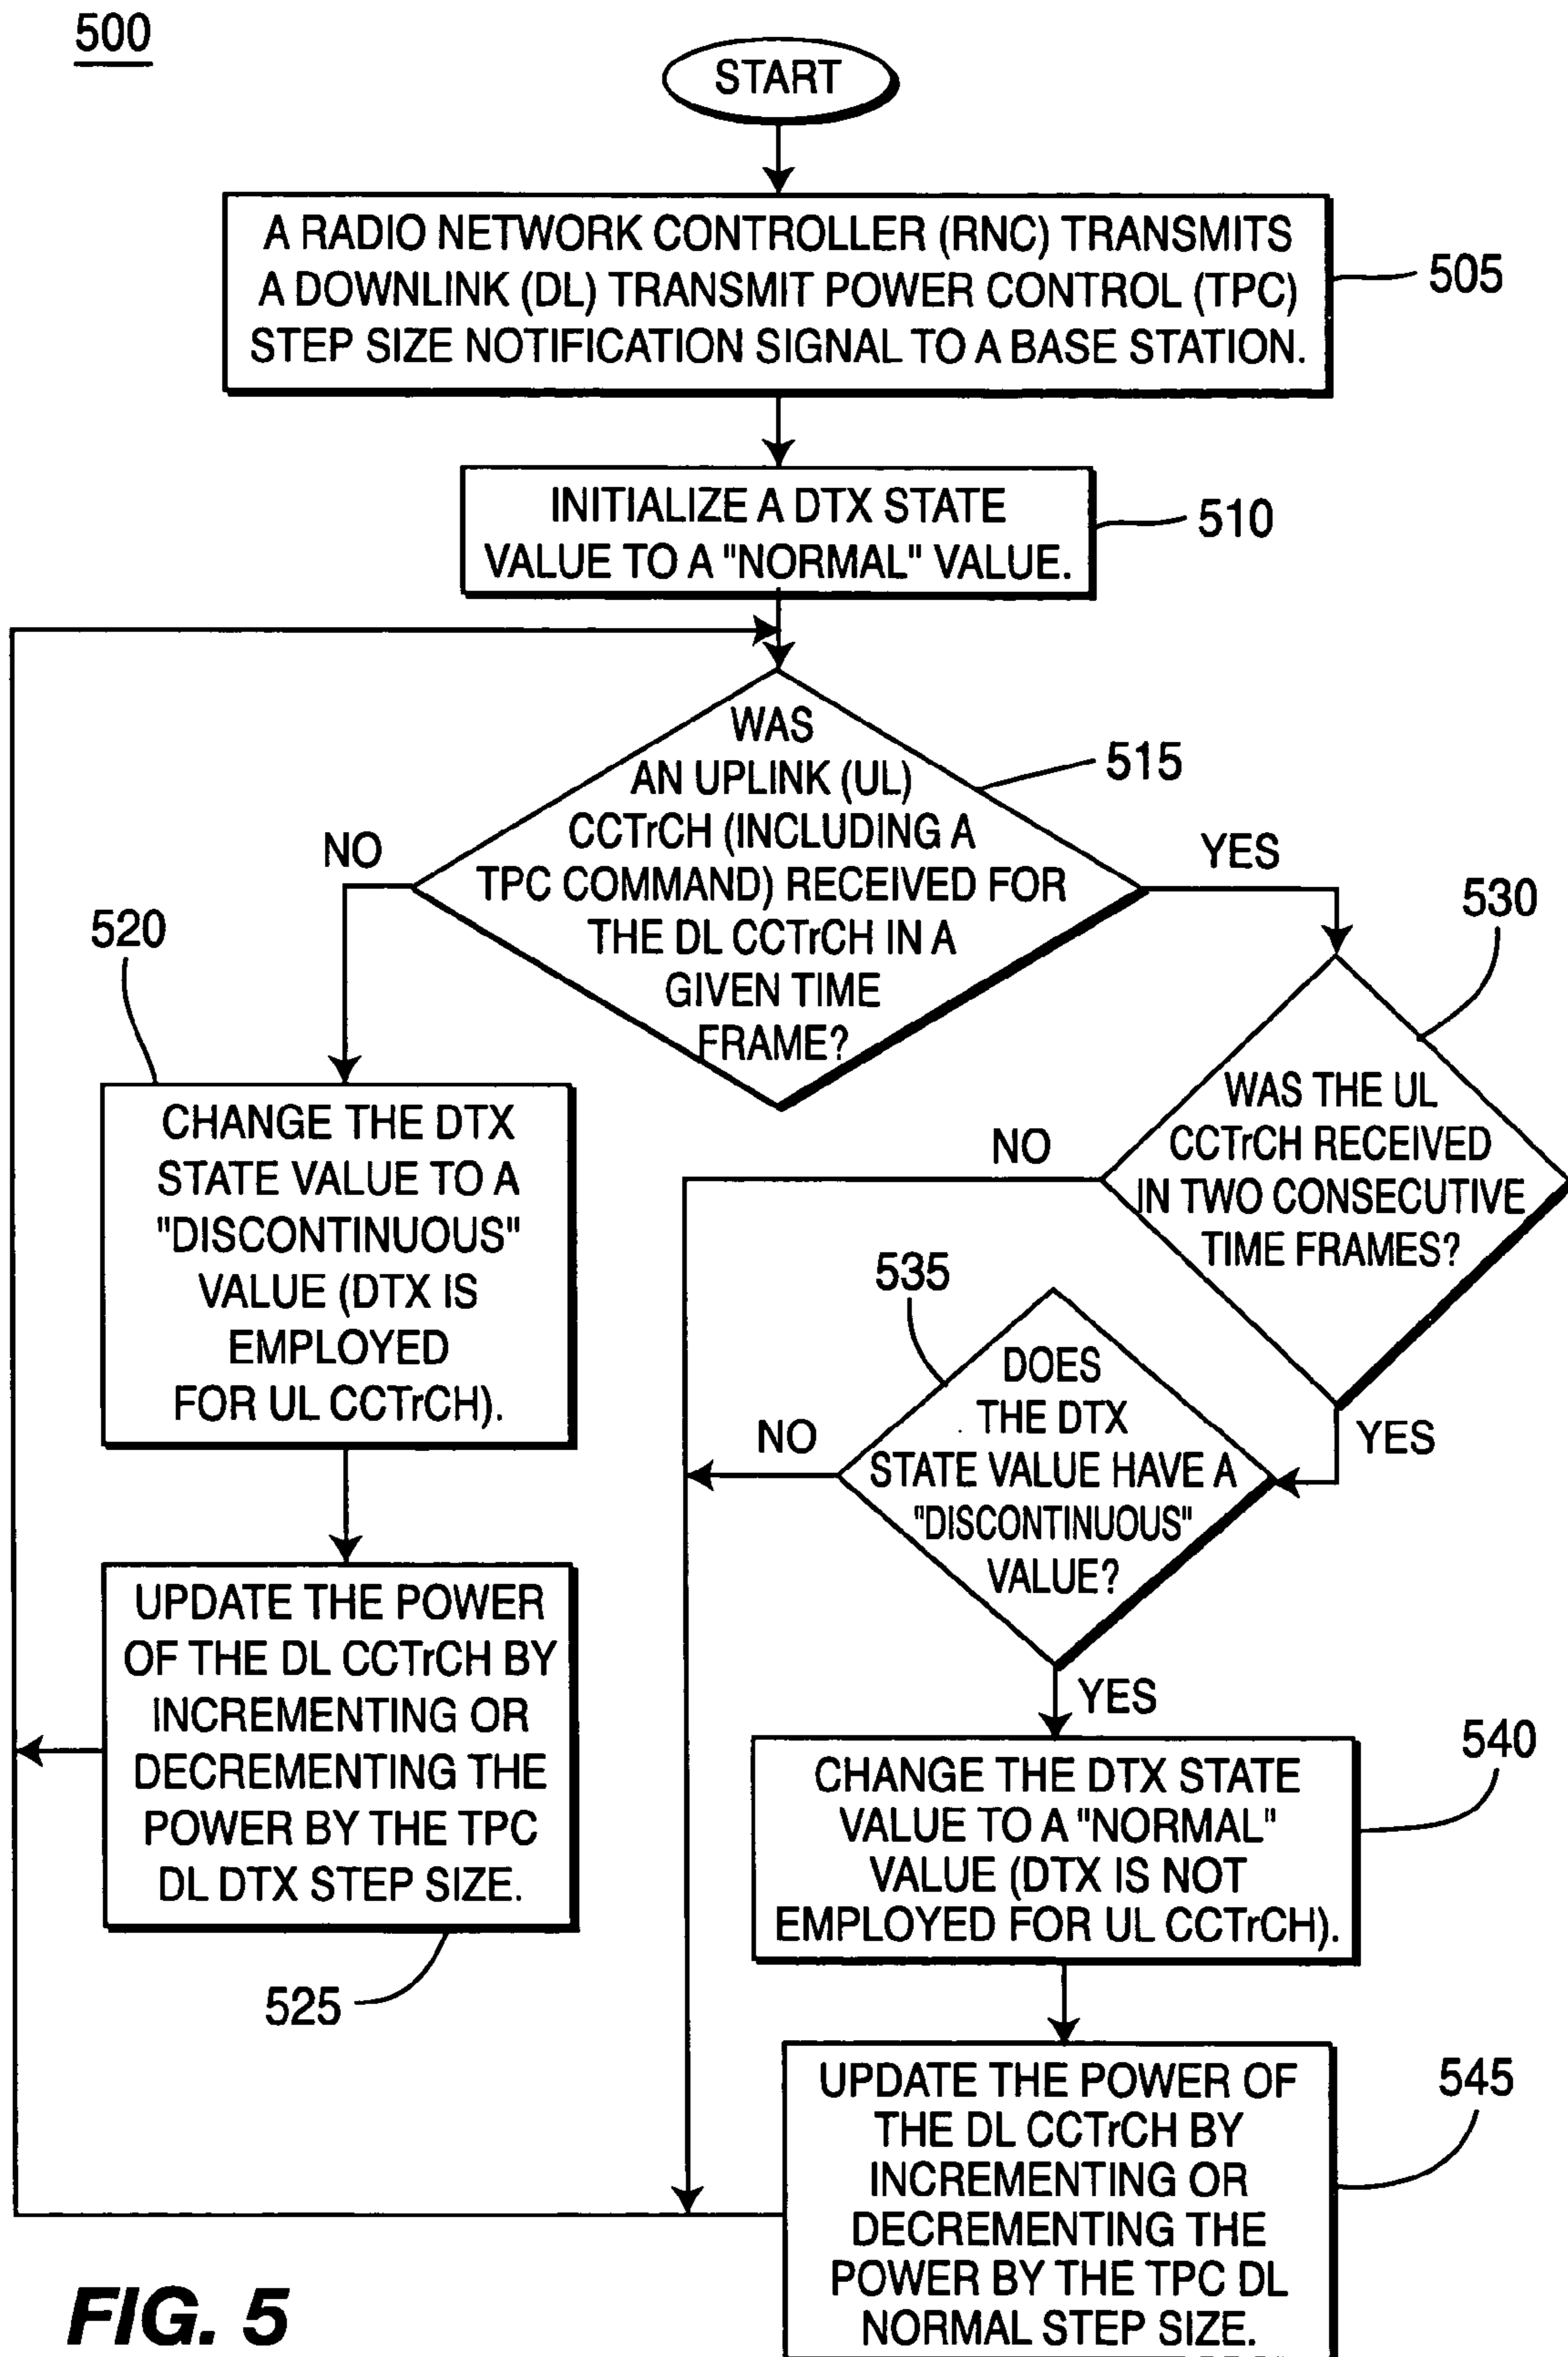 500
START
A RADIO NETWORK CONTROLLER (RNC) TRANSMITS
A DOWNLINK (DL) TRANSMIT POWER CONTROL (TPC)
STEP SIZE NOTIFICATION SIGNAL TO A BASE STATION.
505
INITIALIZE A DTX STATE
VALUE TO A "NORMAL" VALUE.
510
WAS
AN UPLINK (UL)
CCTrCH (INCLUDING A
TPC COMMAND) RECEIVED FOR
THE DL CCTrCH IN A
GIVEN TIME
FRAME?
515
NO
YES
520
CHANGE THE DTX
STATE VALUE TO A
"DISCONTINUOUS"
VALUE (DTX IS
EMPLOYED
FOR UL CCTrCH).
UPDATE THE POWER
OF THE DL CCTrCH BY
INCREMENTING OR
DECREMENTING THE
POWER BY THE TPC
DL DTX STEP SIZE.
525
530
WAS THE UL
CCTrCH RECEIVED
IN TWO CONSECUTIVE
TIME FRAMES?
NO
YES
535
DOES
THE DTX
STATE VALUE HAVE A
"DISCONTINUOUS"
VALUE?
NO
YES
CHANGE THE DTX STATE
VALUE TO A "NORMAL"
VALUE (DTX IS NOT
EMPLOYED FOR UL CCTrCH).
540
UPDATE THE POWER OF
THE DL CCTrCH BY
INCREMENTING OR
DECREMENTING THE
POWER BY THE TPC DL
NORMAL STEP SIZE.
545
FIG. 5